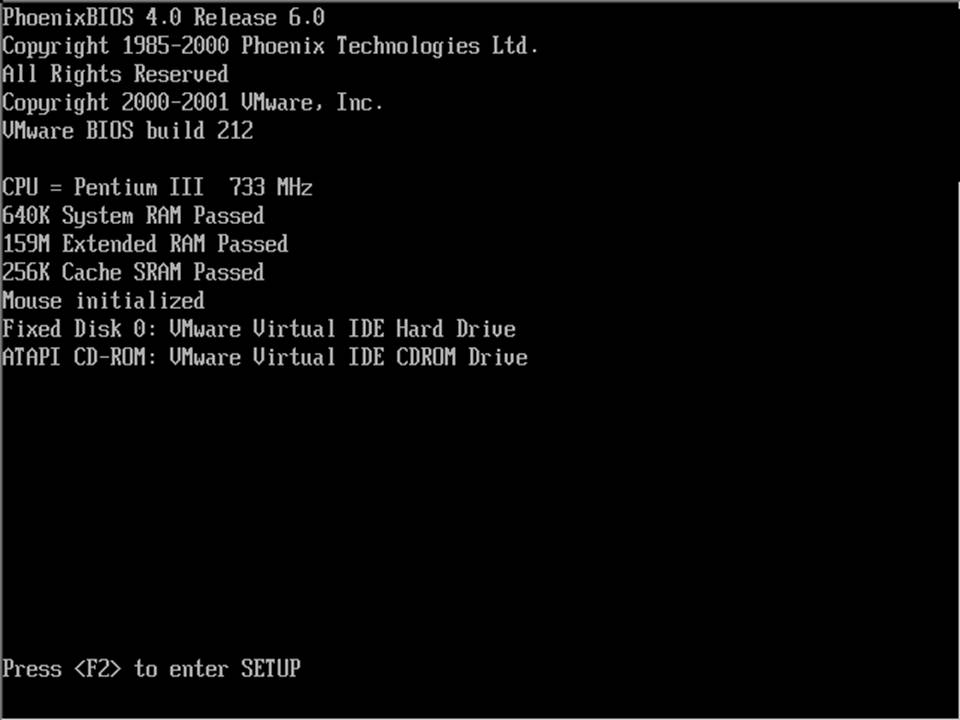 PhoenixBIOS 4.0 Release 6.0
Copyright 1985-2000 Phoenix Technologies Ltd.
All Rights Reserved
Copyright 2000-2001 VMware, Inc.
VMware BIOS build 212
CPU = Pentium III  733 MHz
640K System RAM Passed
159M Extended RAM Passed
256K Cache SRAM Passed
Mouse initialized
Fixed Disk 0: VMware Virtual IDE Hard Drive
ATAPI CD-ROM: VMware Virtual IDE CDROM Drive
Press <F2> to enter SETUP